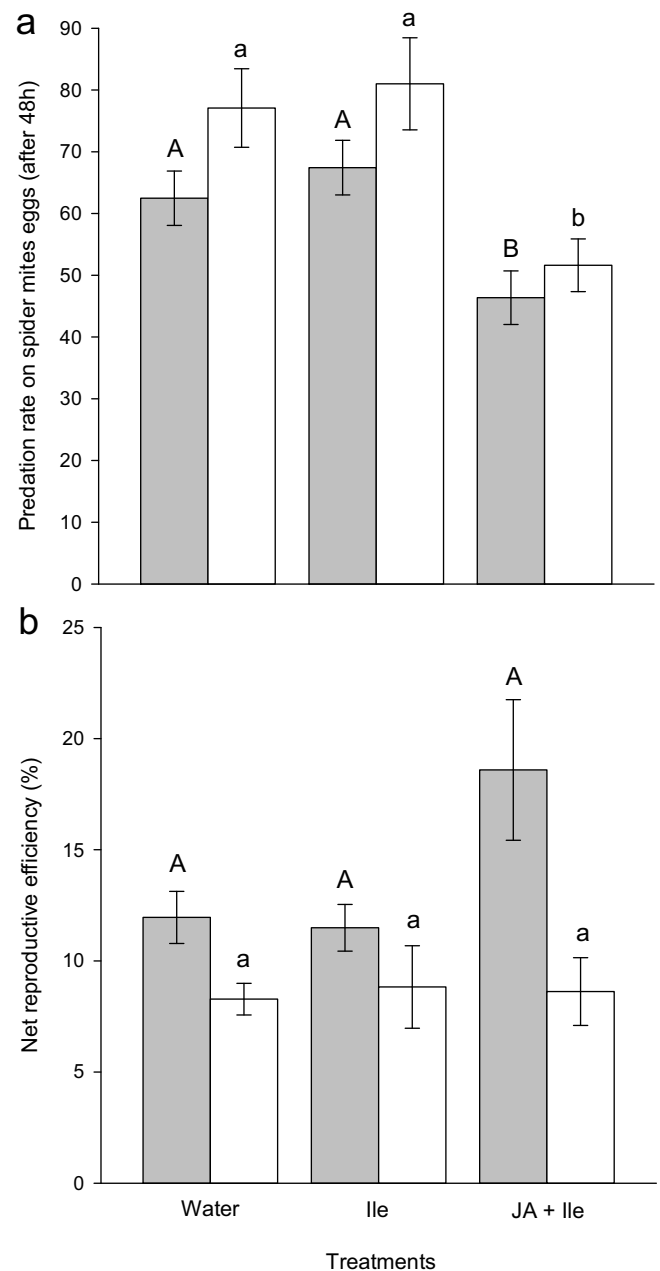 a
Predation rate on spider mites eggs (after 48h)
90
80
70
60
50
40
30
20
10
0
A
a
A
a
B
b
b
Net reproductive efficiency (%)
25
20
15
10
5
0
A
a
A
a
A
a
Water
Ile
JA + Ile
Treatments